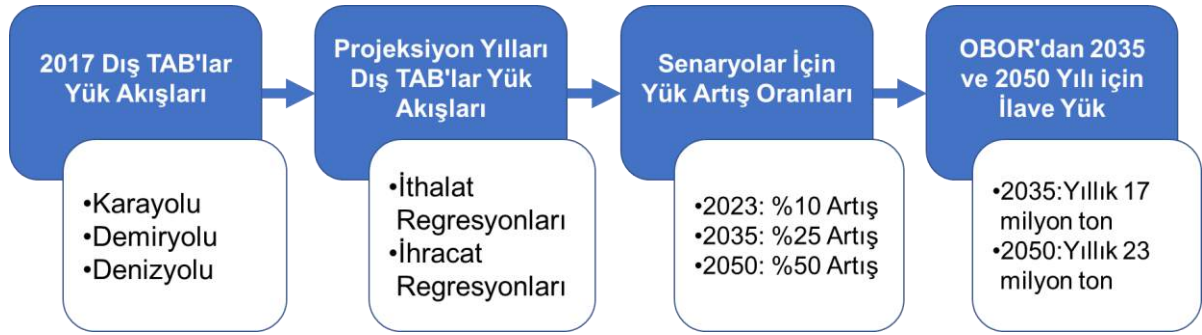 2017 Dış TAB'lar
Yük Akışları
•Karayolu
•Demiryolu
•Denizyolu
Projeksiyon Yılları
Dış TAB'lar Yük
Akışları
•İthalat
Regresyonları
•İhracat
Regresyonları
Senaryolar İçin
Yük Artış Oranları
•2023: %10 Artış
•2035: %25 Artış
•2050: %50 Artış
OBOR'dan 2035
ve 2050 Yılı için
İlave Yük
•2035:Yıllık 17
milyon ton
•2050:Yıllık 23
milyon ton